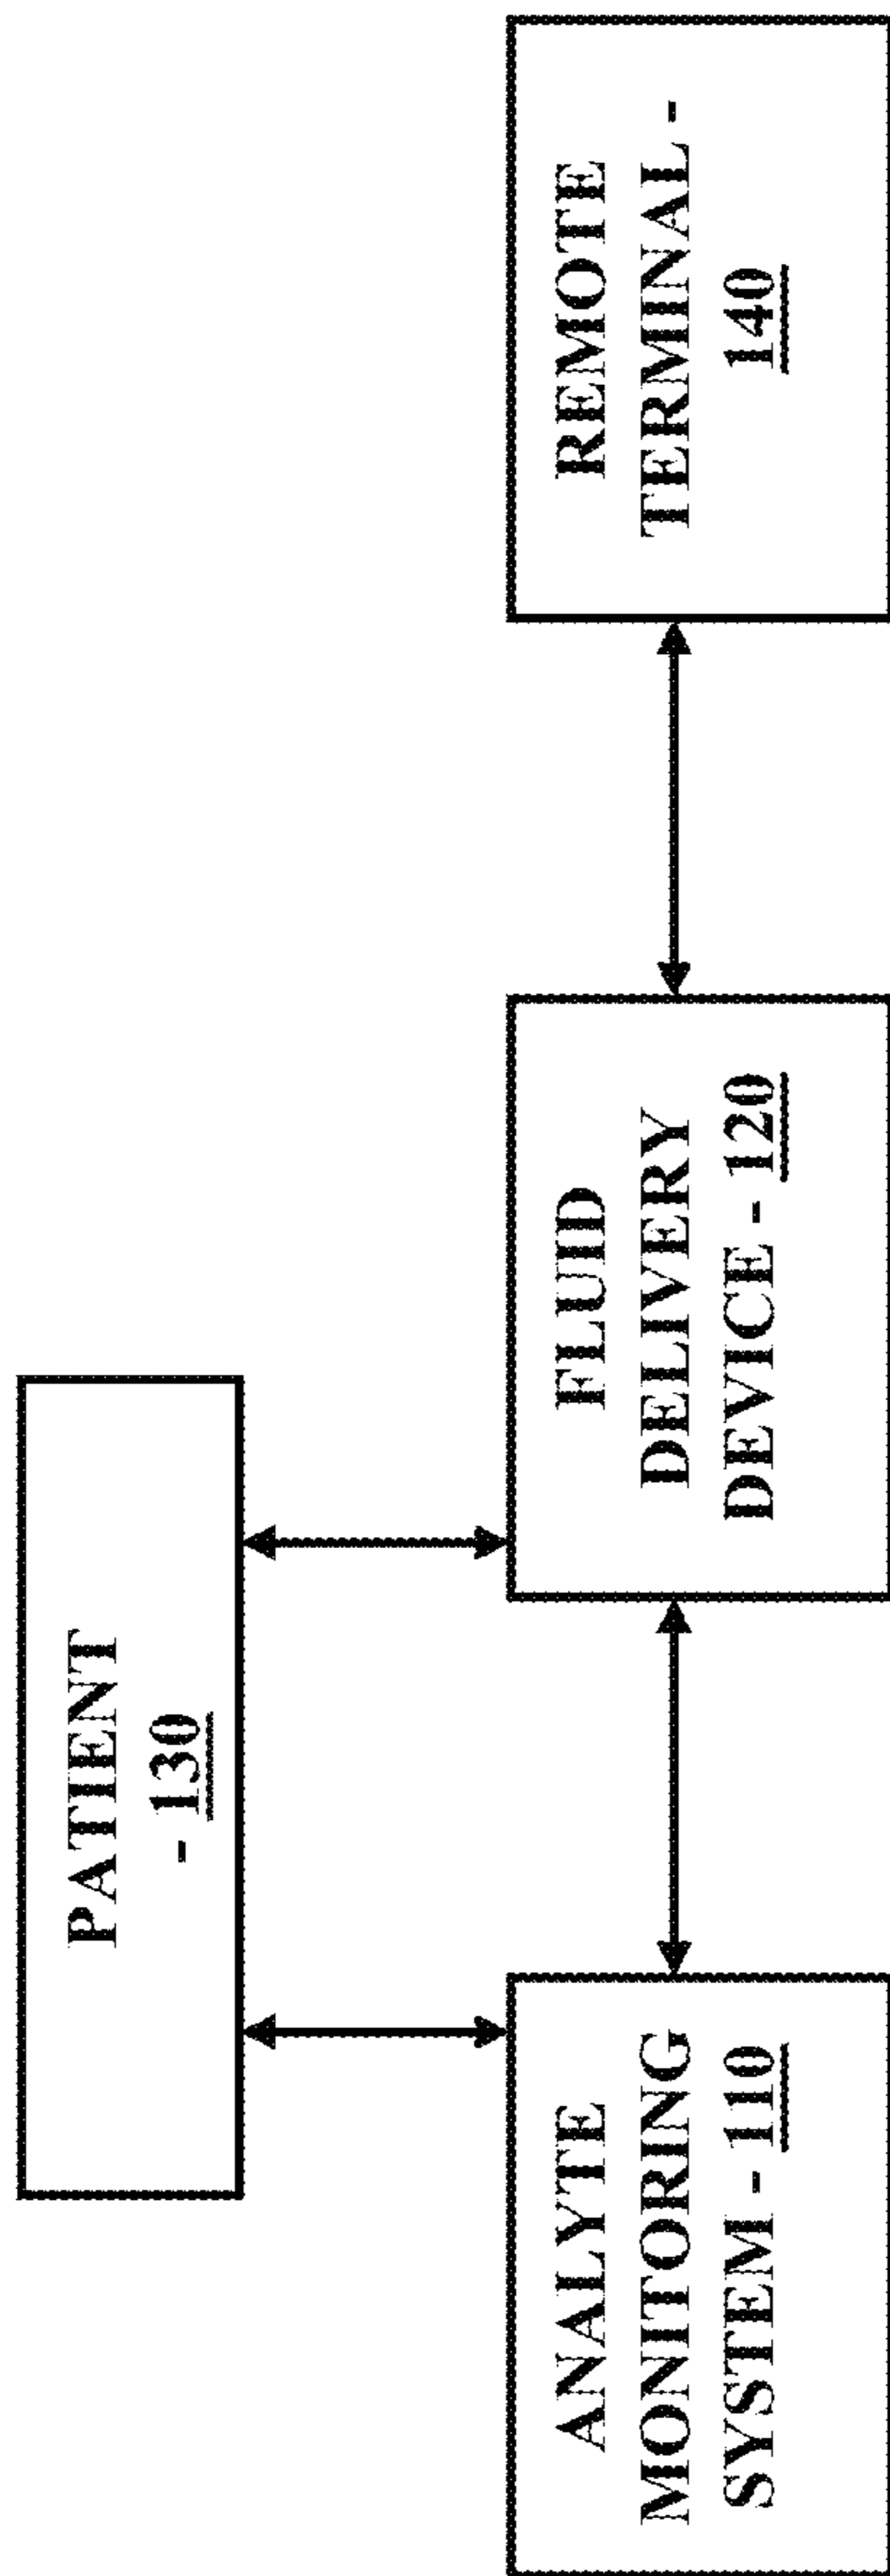 PATIENT
- 130
ANALYTE
MONITORING
SYSTEM - 110
FLUID
DELIVERY
DEVICE - 120
REMOTE
TERMINAL -
140